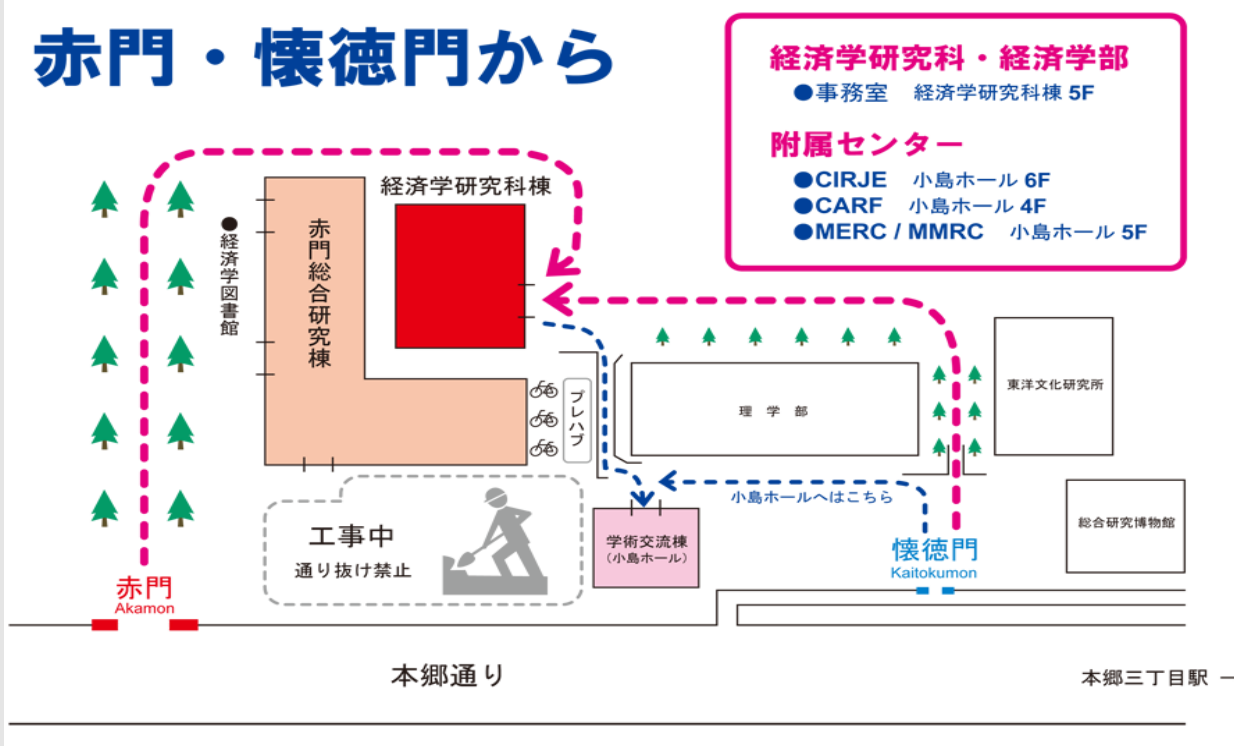 赤門・懐徳門から
経済学研究科・経済学部
●事務室 経済学研究科棟 5F
附属センター
●CIRJE 小島ホール 6F
●CARF 小島ホール 4F
●MERC / MMRC 小島ホール 5F
経済学研究科棟
●経済学図書館
赤門総合研究棟
プレハブ
理学部
東洋文化研究所
小島ホールへはこちら
総合研究博物館
工事中
通り抜け禁止
学術交流棟
(小島ホール)
懐徳門
Kaitokumon
赤門
Akamon
本郷通り
本郷三丁目駅